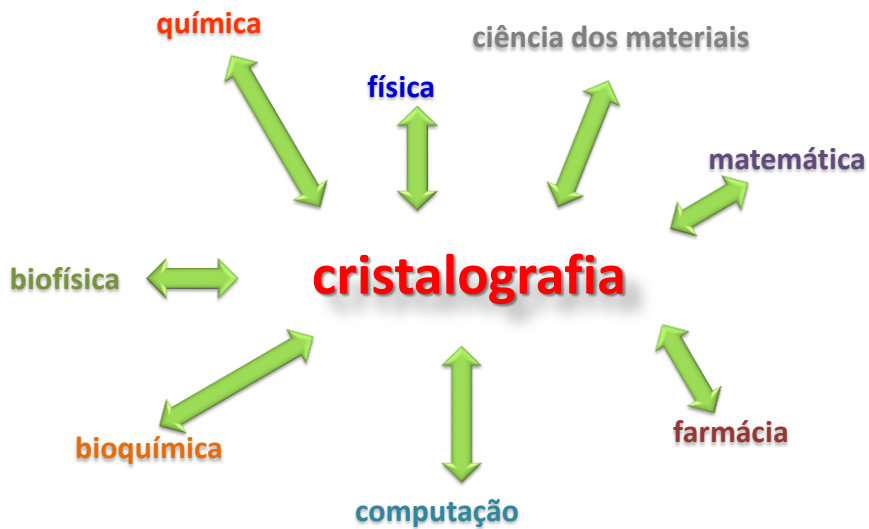 química
ciência dos materiais
física
matemática
cristalografia
biofísica
farmácia
bioquímica
computação